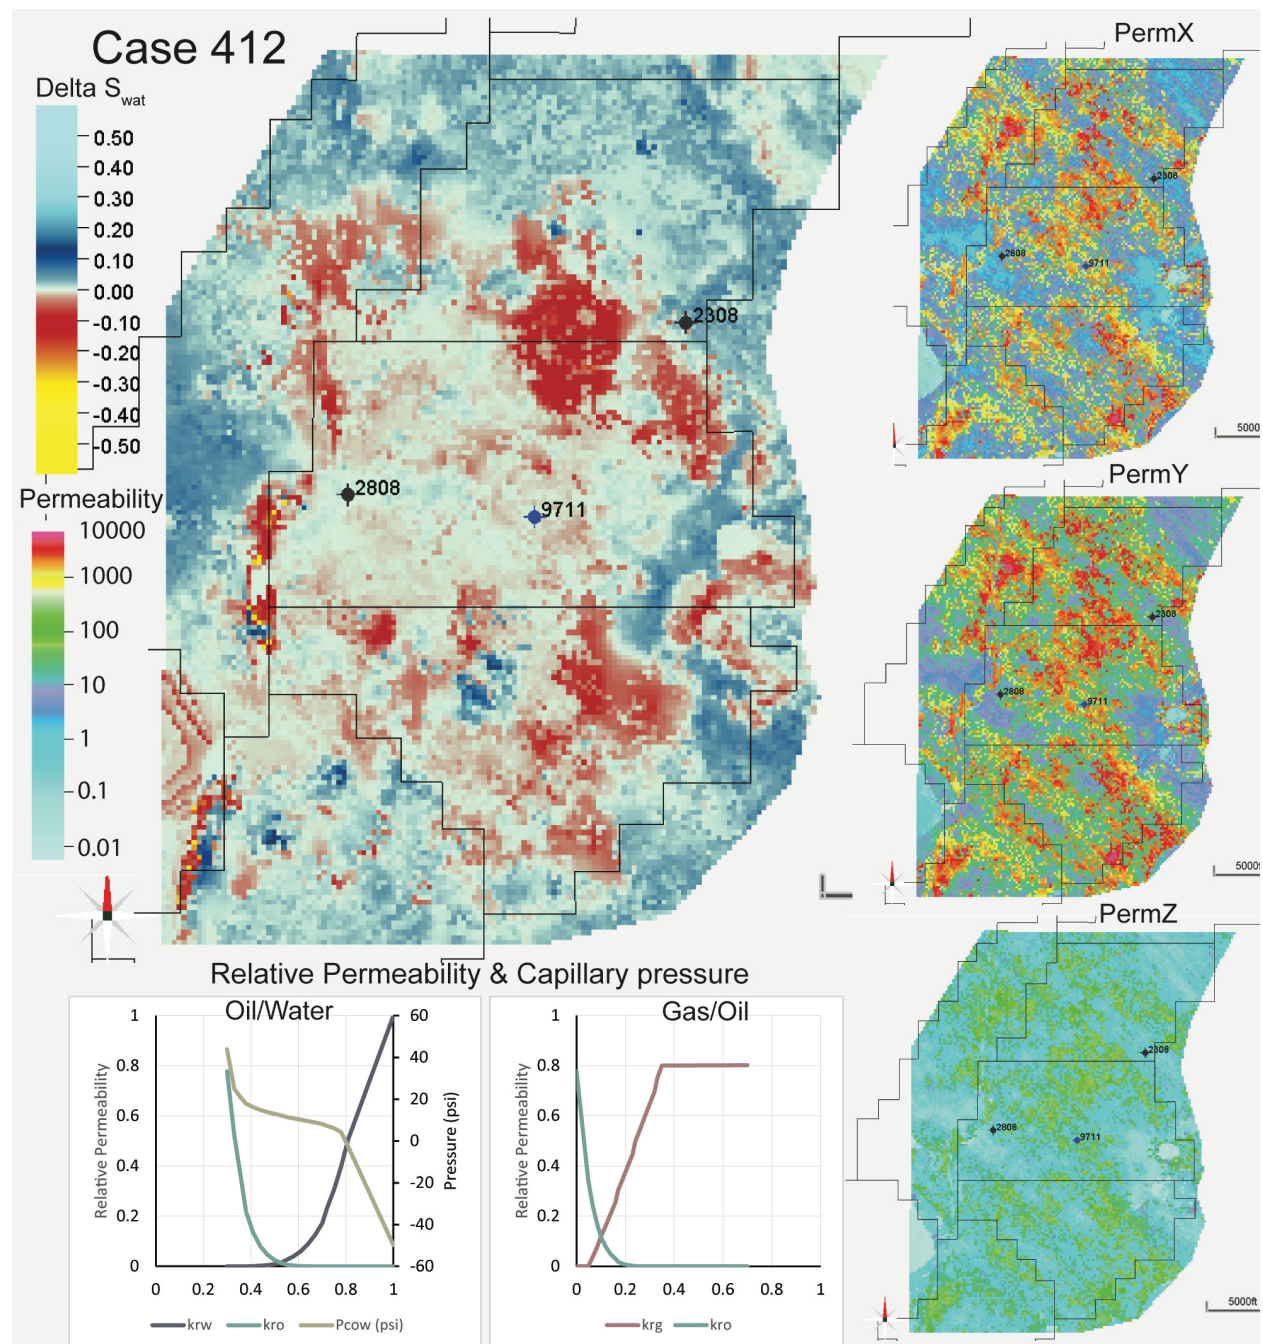 Case 412
Delta S wat
0.50
0.40
0.30
0.20
0.10
0.00
-0.10
-0.20
-0.30
-0.40
-0.50
Permeability
10000
1000
100
10
1
0.1
0.01
2308
2808
9711
PermX
2308
2808
9711
5000
PermY
2308
2808
9711
5000f
PermZ
2308
2808
9711
5000ft
Relative Permeability & Capillary pressure
Oil/Water
Relative Permeability
1
0.8
0.6
0.4
0.2
0
0 0.2 0.4 0.6 0.8 1
60
40
20
0
-20
-40
-60
Pressure (psi)
krw kro Pcow (psi)
Gas/Oil
Relative Permeability
1
0.8
0.6
0.4
0.2
0
0 0.2 0.4 0.6 0.8 1
krg kro